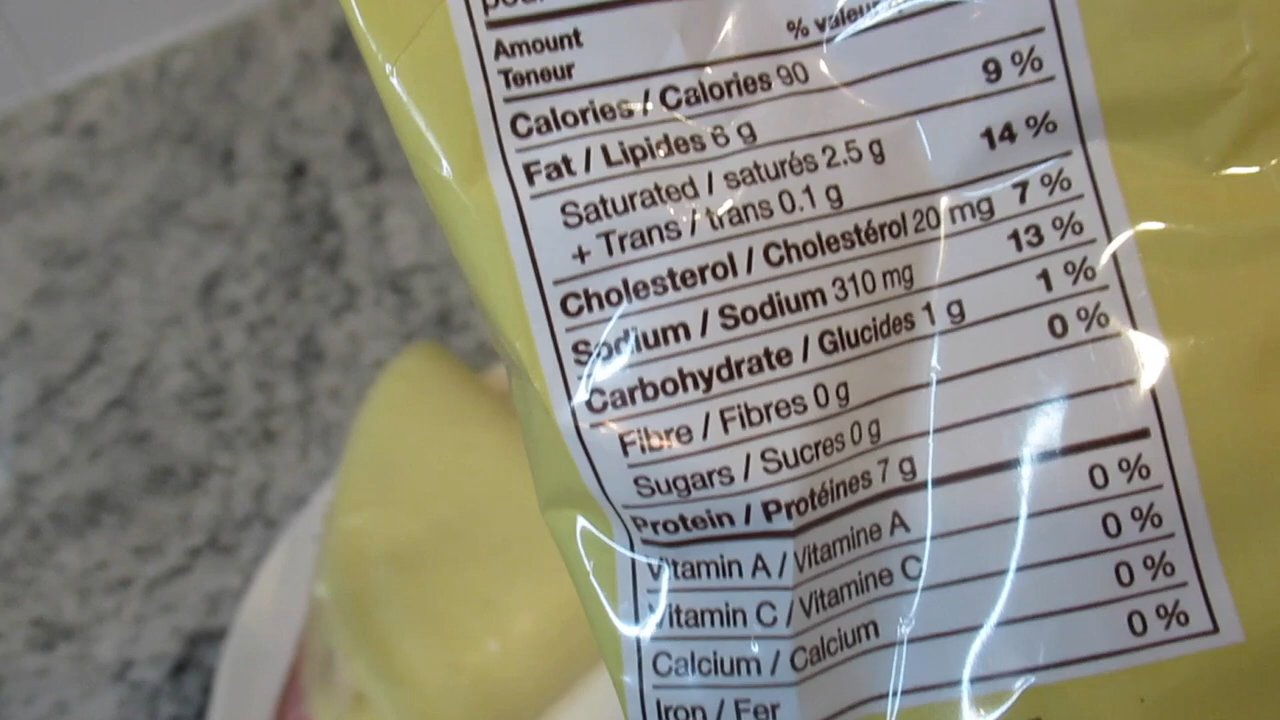 Amount % valeur
Teneur
Calories / Calories 90
Fat / Lipides 6 g 9 %
Saturated / saturés 2.5 g 14 %
+ Trans / trans 0.1 g
Cholesterol / Cholestérol 20 mg 7 %
Sodium / Sodium 310 mg 13 %
Carbohydrate / Glucides 1 g 1 %
Fibre / Fibres 0 g 0 %
Sugars / Sucres 0 g
Protein / Protéines 7 g
Vitamin A / Vitamine A 0 %
Vitamin C / Vitamine C 0 %
Calcium / Calcium 0 %
Iron / Fer 0 %